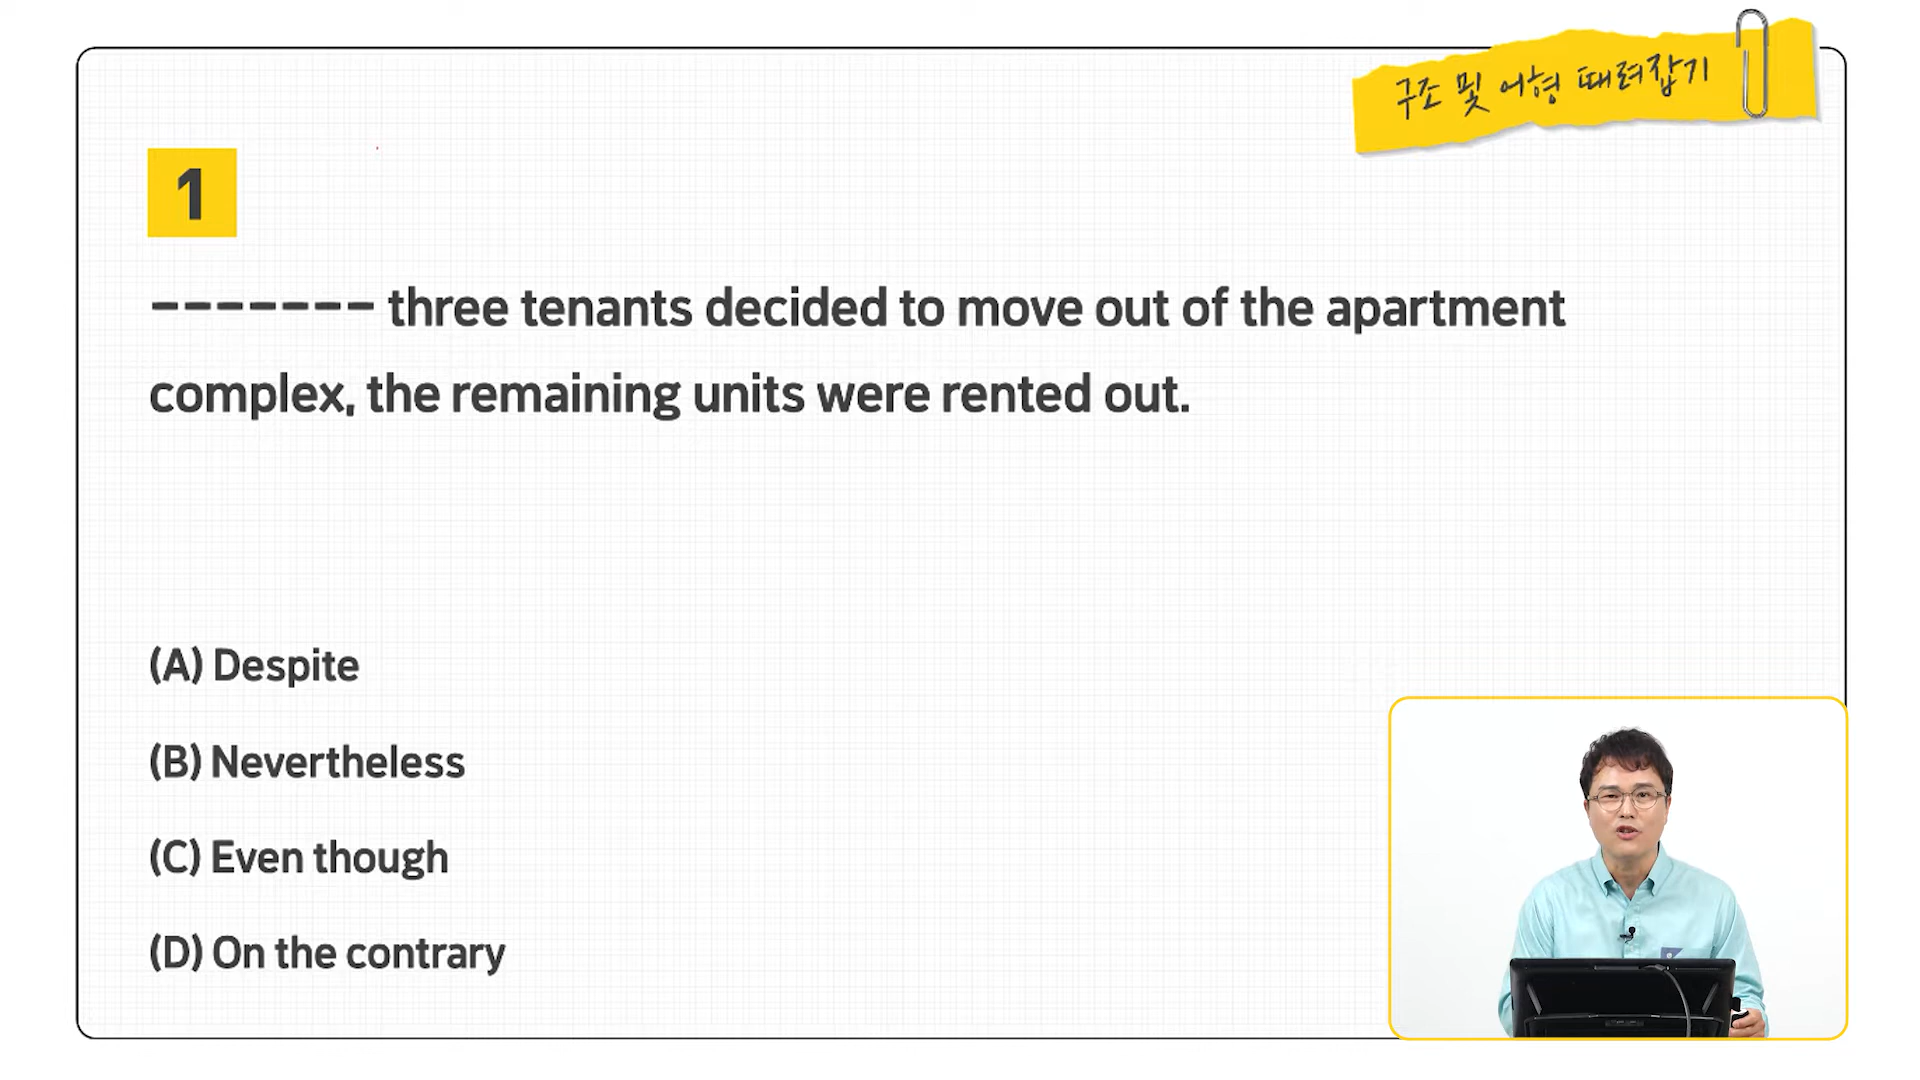 구조 및 어형 때려잡기
1
------- three tenants decided to move out of the apartment
complex, the remaining units were rented out.
(A) Despite
(B) Nevertheless
(C) Even though
(D) On the contrary